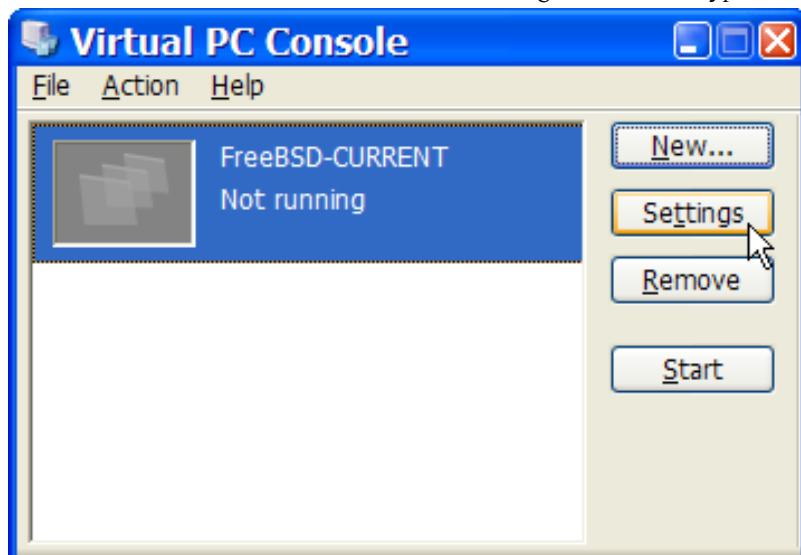 Virtual PC Console
File Action Help
FreeBSD-CURRENT
Not running
New...
Settings
Remove
Start